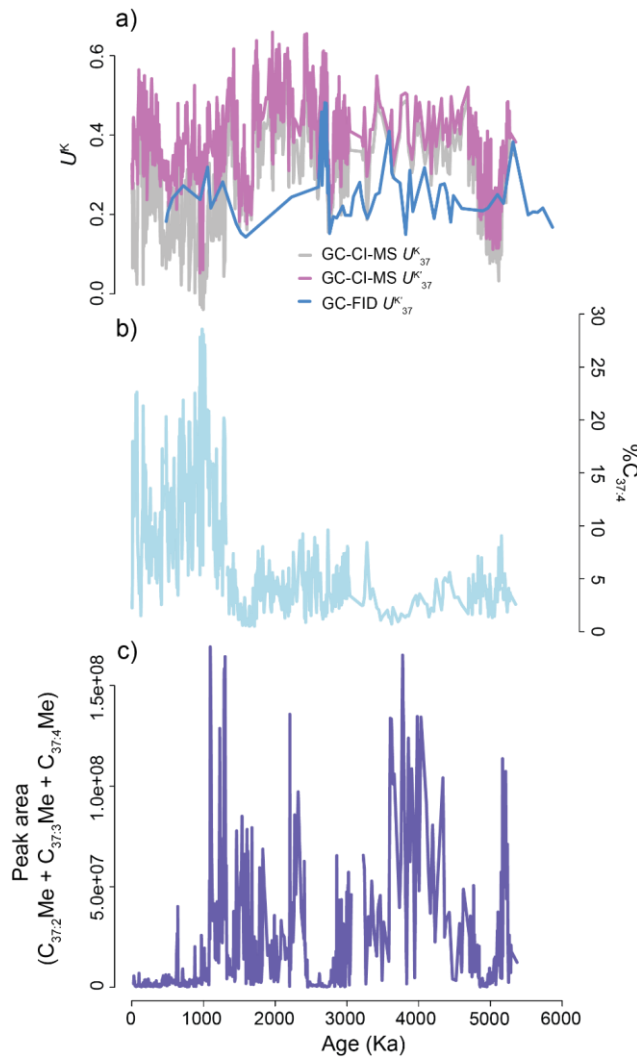 a)
0.6
0.4
0.2
0.0
U^K
GC-CI-MS U^K_37
GC-CI-MS U^K'_37
GC-FID U^K'_37
b)
30
25
20
15
10
5
0
%C_37:4
c)
1.5e+08
1.0e+08
5.0e+07
0
Peak area
(C_37:2Me + C_37:3Me + C_37:4Me)
0 1000 2000 3000 4000 5000 6000
Age (Ka)